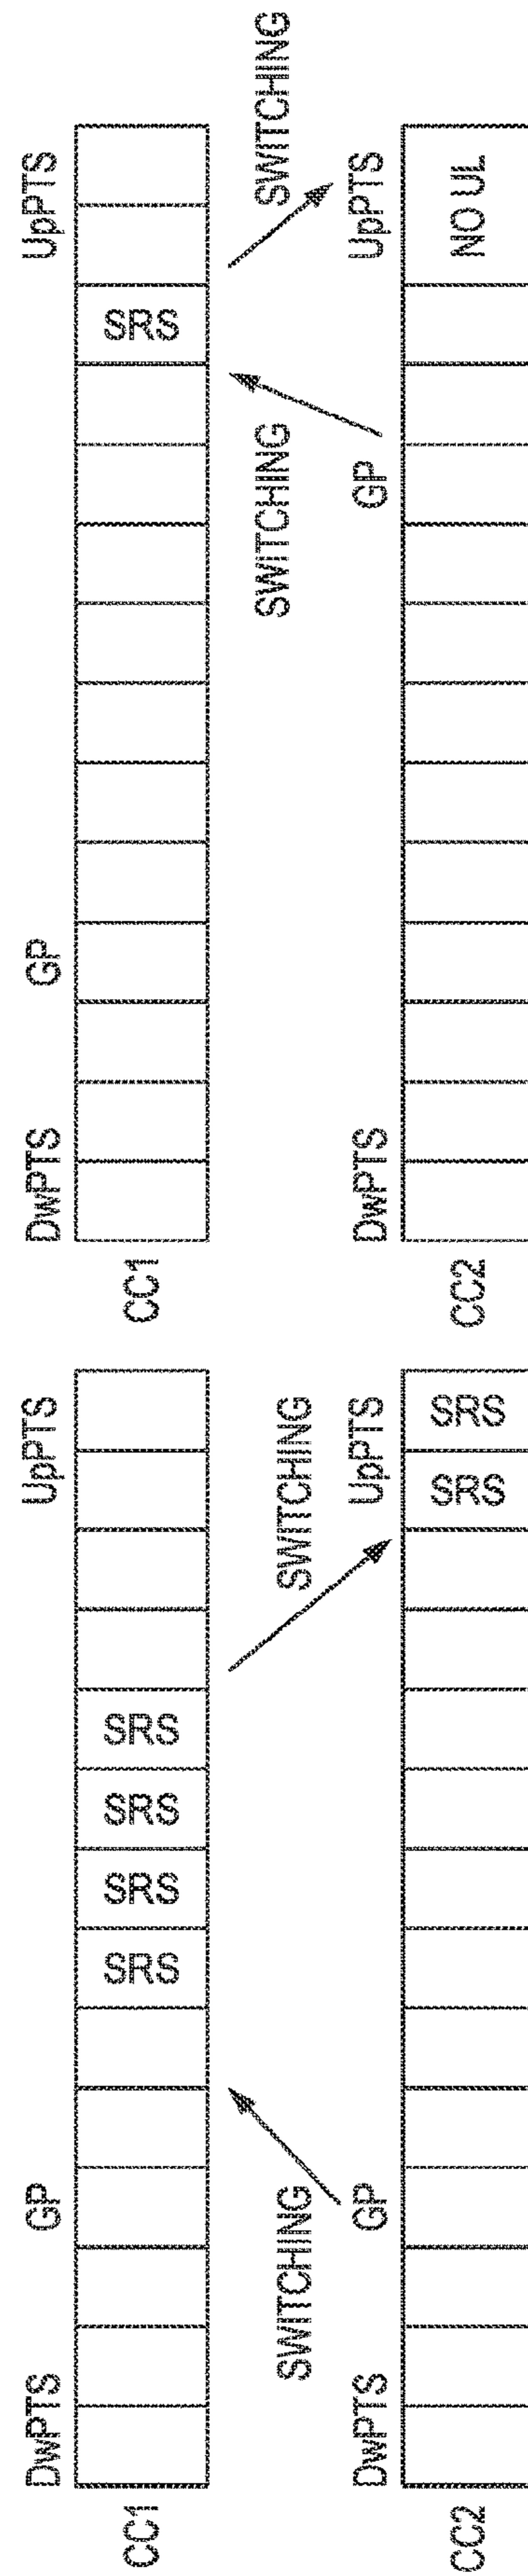 DwPTS GP UpPTS
CC1 SRS SRS SRS SRS
SWITCHING SWITCHING
DwPTS GP UpPTS
CC2 SRS SRS
DwPTS GP UpPTS
CC1 SRS
SWITCHING SWITCHING
DwPTS GP UpPTS
CC2 NO UL